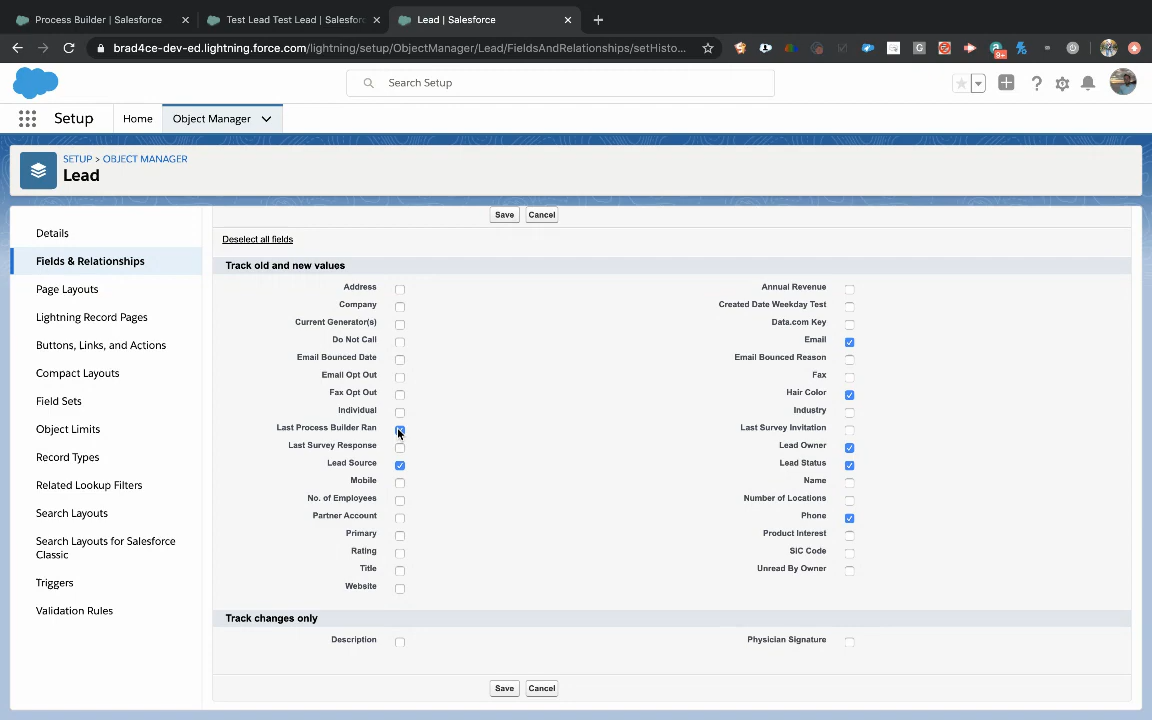 Process Builder | Salesforce
Test Lead Test Lead | Salesforc
Lead | Salesforce
brad4ce-dev-ed.lightning.force.com/lightning/setup/ObjectManager/Lead/FieldsAndRelationships/setHisto...
9+
Search Setup
Setup
Home
Object Manager
SETUP > OBJECT MANAGER
Lead
Details
Fields & Relationships
Page Layouts
Lightning Record Pages
Buttons, Links, and Actions
Compact Layouts
Field Sets
Object Limits
Record Types
Related Lookup Filters
Search Layouts
Search Layouts for Salesforce
Classic
Triggers
Validation Rules
Save Cancel
Deselect all fields
Track old and new values
Address Annual Revenue
Company Created Date Weekday Test
Current Generator(s) Data.com Key
Do Not Call Email
Email Bounced Date Email Bounced Reason
Email Opt Out Fax
Fax Opt Out Hair Color
Individual Industry
Last Process Builder Ran Last Survey Invitation
Last Survey Response Lead Owner
Lead Source Lead Status
Mobile Name
No. of Employees Number of Locations
Partner Account Phone
Primary Product Interest
Rating SIC Code
Title Unread By Owner
Website
Track changes only
Description Physician Signature
Save Cancel